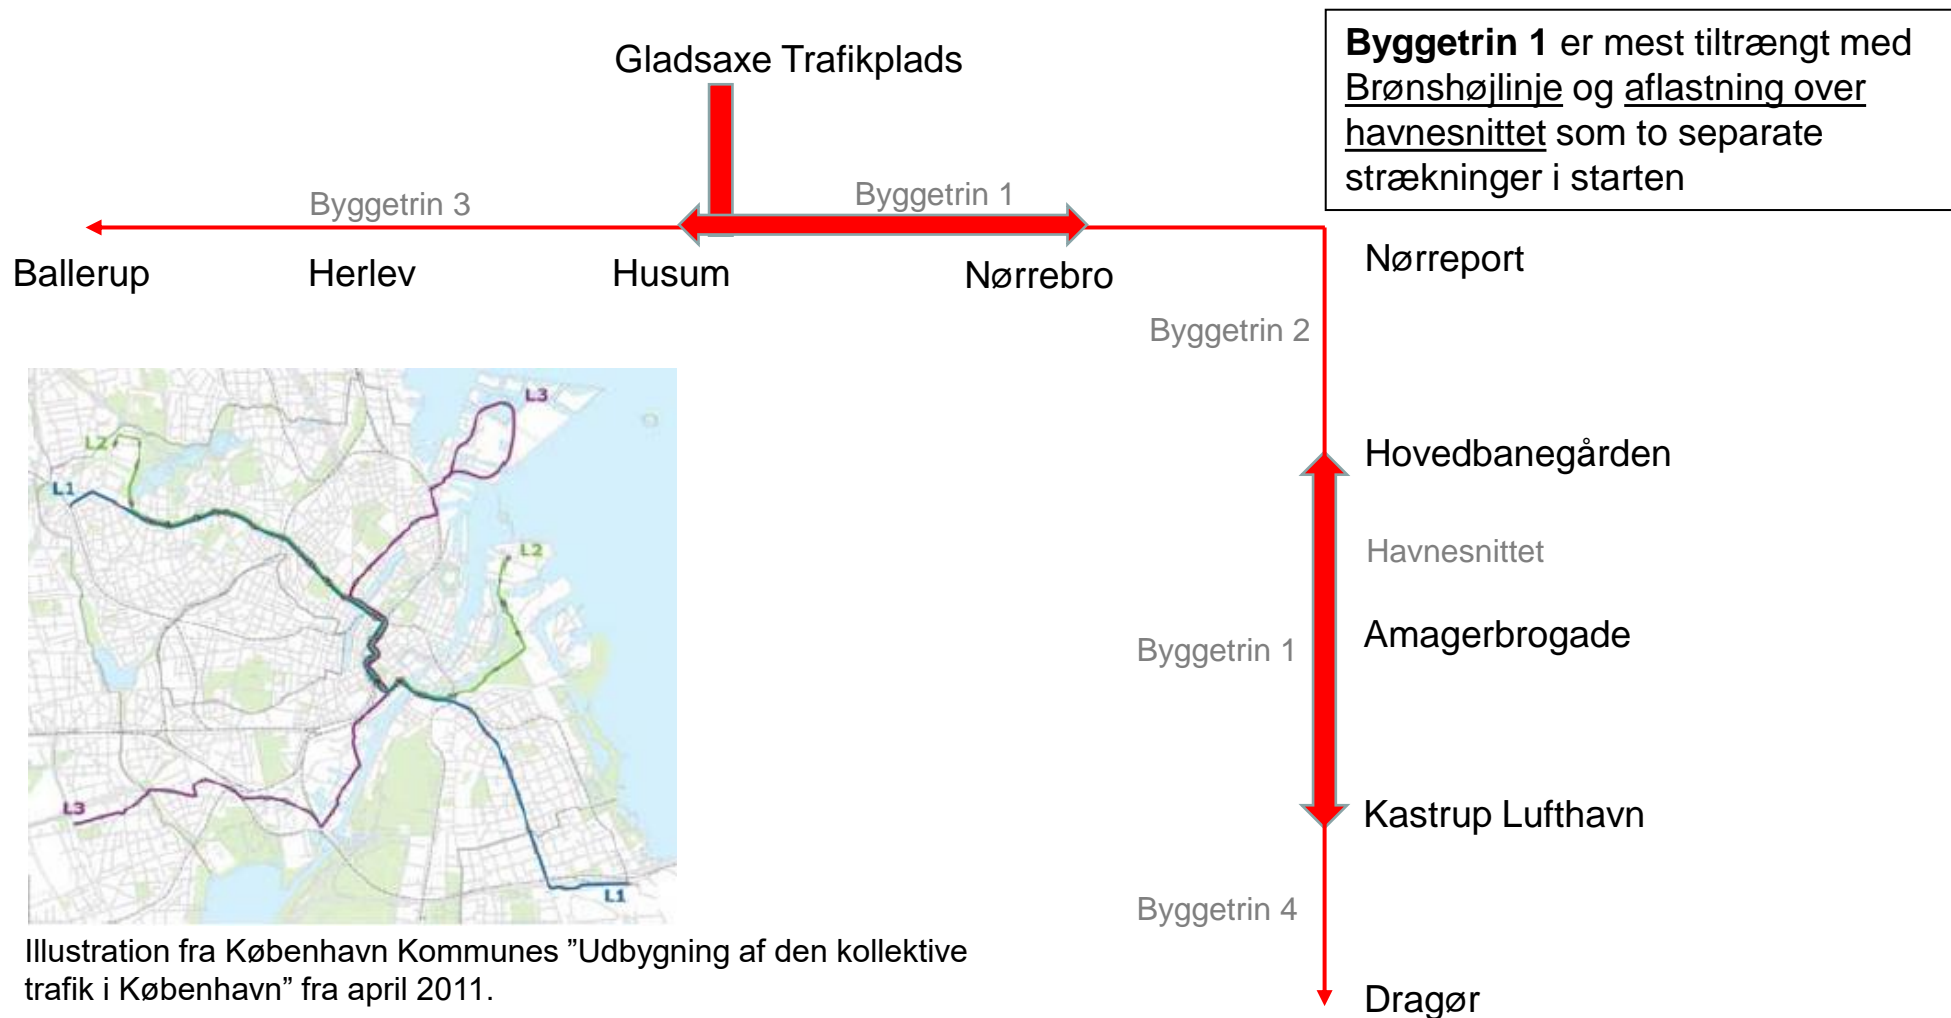 Gladsaxe Trafikplads
Byggetrin 1 er mest tiltrængt med
Brønshøjlinje og aflastning over
havnesnittet som to separate
strækninger i starten
Byggetrin 3
Byggetrin 1
Ballerup
Herlev
Husum
Nørrebro
Nørreport
Byggetrin 2
Hovedbanegården
Havnesnittet
Amagerbrogade
Byggetrin 1
Kastrup Lufthavn
Byggetrin 4
Dragør
L3
L2
L1
L2
L3
L1
Illustration fra København Kommunes ”Udbygning af den kollektive
trafik i København” fra april 2011.